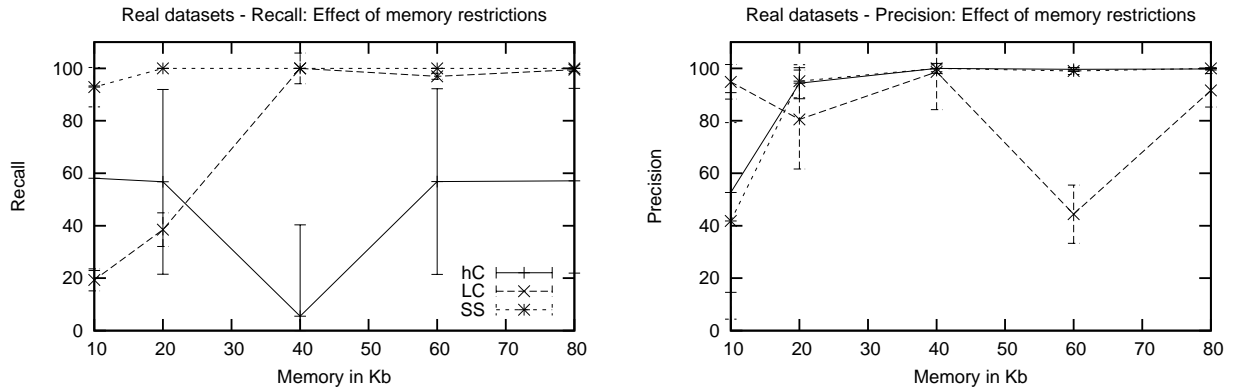 Real datasets - Recall: Effect of memory restrictions
100
80
60
40
20
0
10 20 30 40 50 60 70 80
Recall
Memory in Kb
hC
LC
SS
Real datasets - Precision: Effect of memory restrictions
100
80
60
40
20
0
10 20 30 40 50 60 70 80
Precision
Memory in Kb